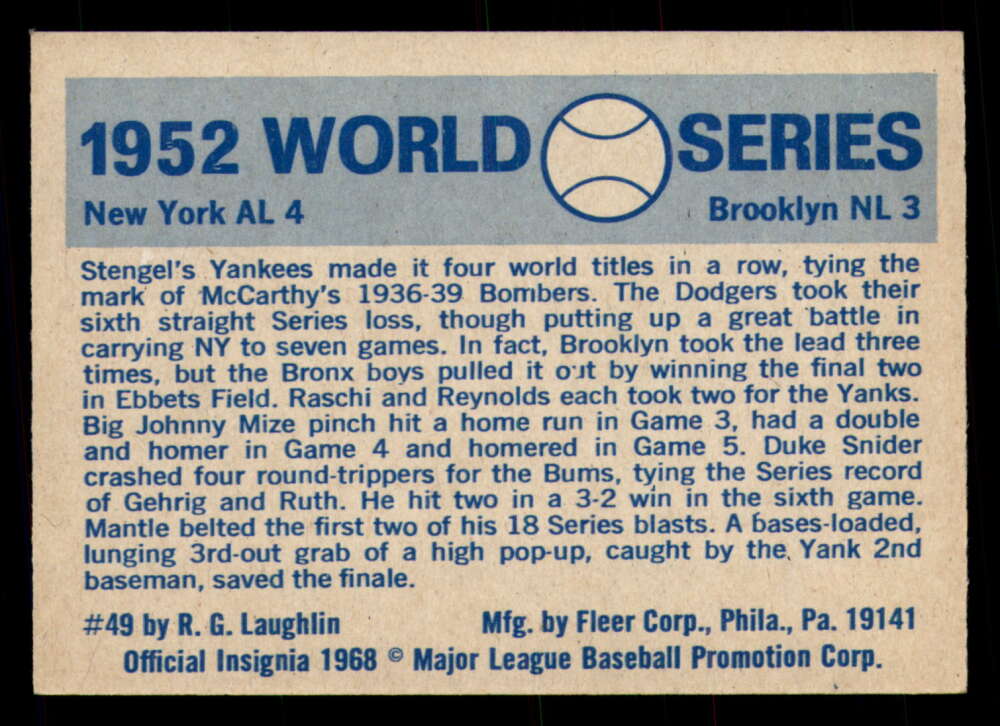 1952 WORLD SERIES
New York AL 4 Brooklyn NL 3
Stengel's Yankees made it four world titles in a row, tying the
mark of McCarthy's 1936-39 Bombers. The Dodgers took their
sixth straight Series loss, though putting up a great battle in
carrying NY to seven games. In fact, Brooklyn took the lead three
times, but the Bronx boys pulled it out by winning the final two
in Ebbets Field. Raschi and Reynolds each took two for the Yanks.
Big Johnny Mize pinch hit a home run in Game 3, had a double
and homer in Game 4 and homered in Game 5. Duke Snider
crashed four round-trippers for the Bums, tying the Series record
of Gehrig and Ruth. He hit two in a 3-2 win in the sixth game.
Mantle belted the first two of his 18 Series blasts. A bases-loaded,
lunging 3rd-out grab of a high pop-up, caught by the Yank 2nd
baseman, saved the finale.
#49 by R. G. Laughlin Mfg. by Fleer Corp., Phila., Pa. 19141
Official Insignia 1968 © Major League Baseball Promotion Corp.